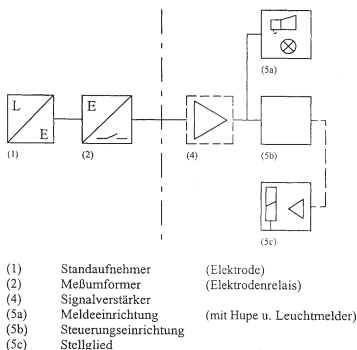 (5a)
L
E
E
(1)
(2)
(4)
(5b)
(5c)
(1) Standaufnehmer (Elektrode)
(2) Meßumformer (Elektrodenrelais)
(4) Signalverstärker
(5a) Meldeeinrichtung (mit Hupe u. Leuchtmelder)
(5b) Steuerungseinrichtung
(5c) Stellglied